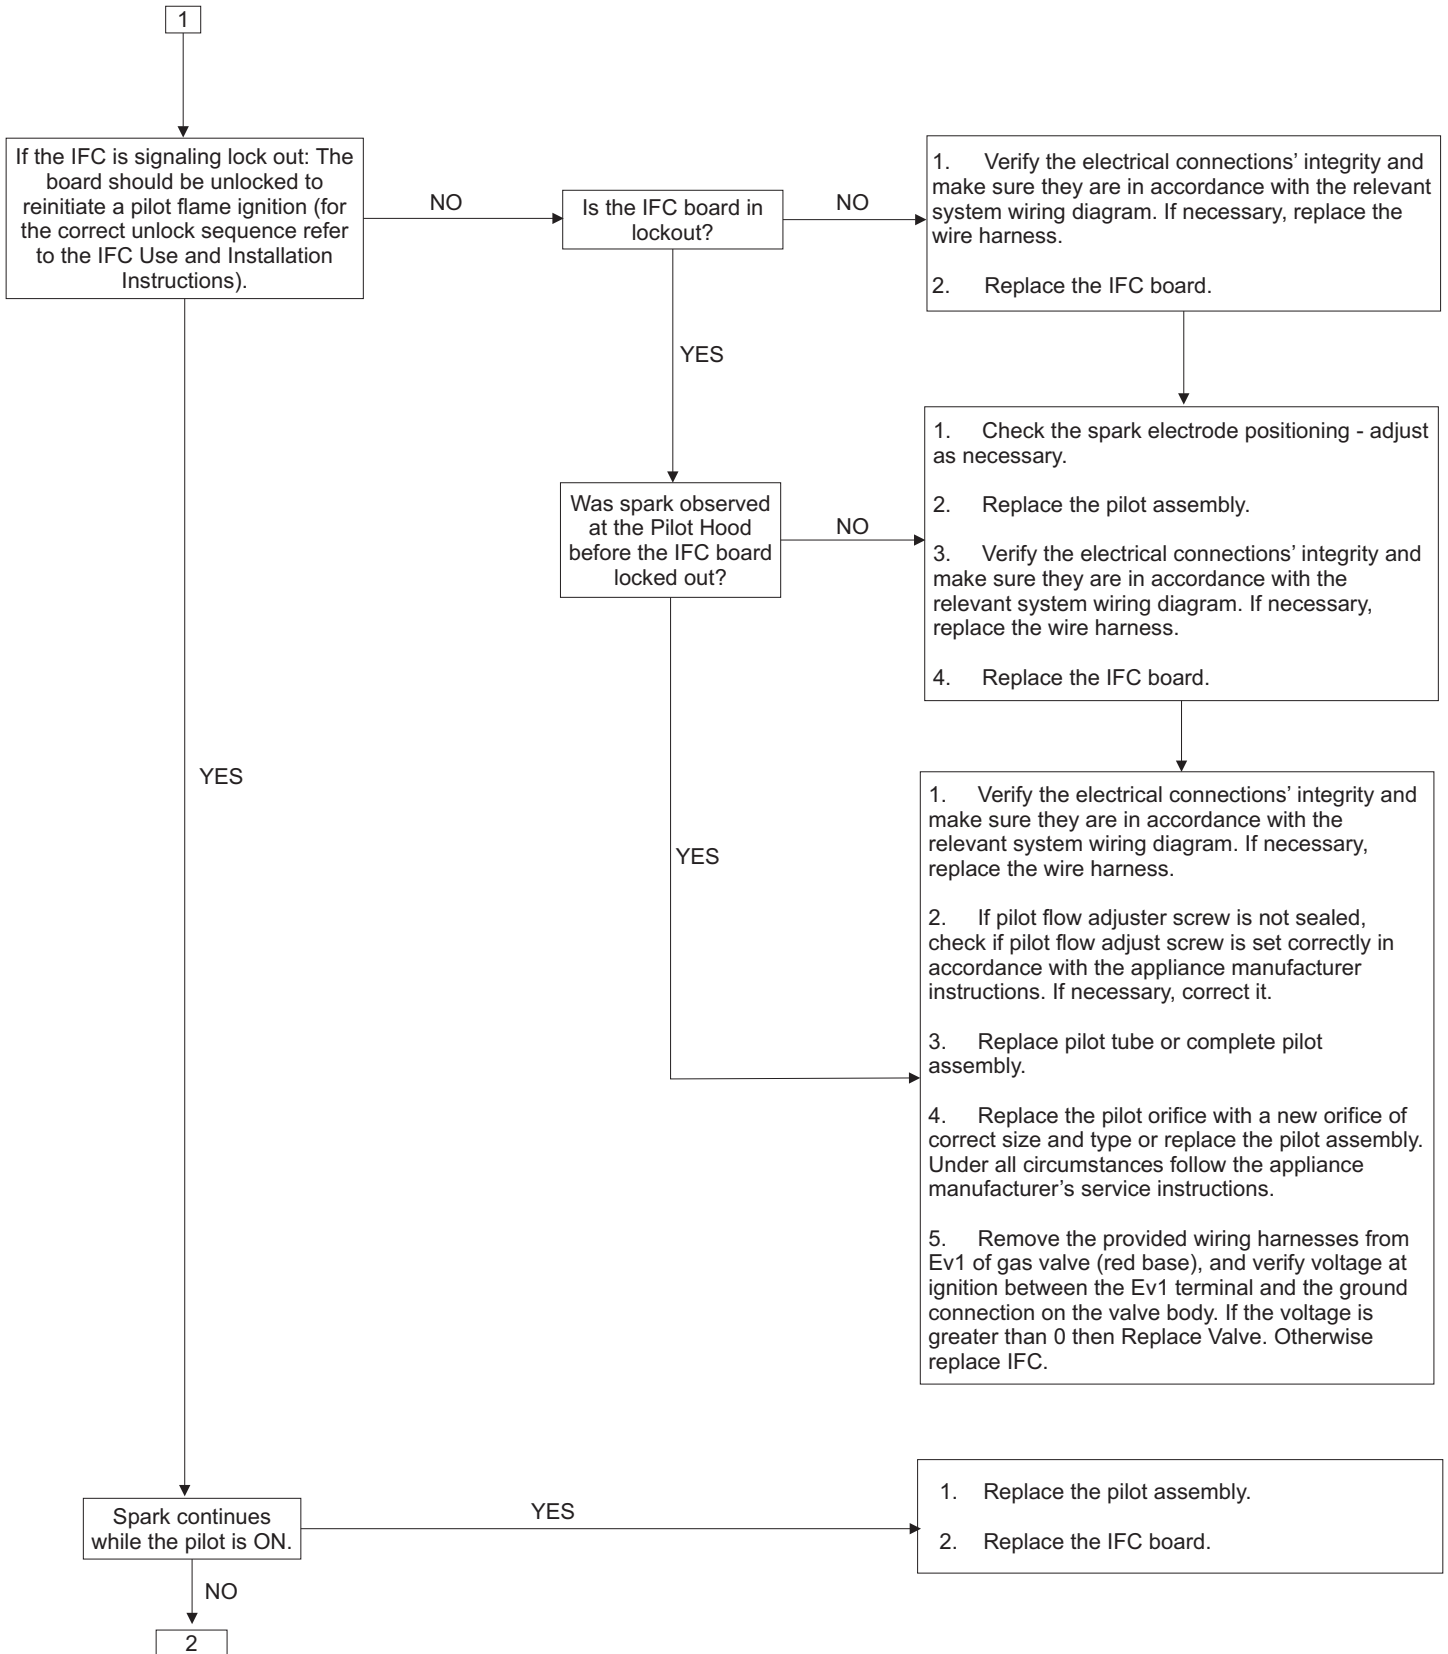 1
If the IFC is signaling lock out: The
board should be unlocked to
reinitiate a pilot flame ignition (for
the correct unlock sequence refer
to the IFC Use and Installation
Instructions).
NO
Is the IFC board in
lockout?
NO
1. Verify the electrical connections’ integrity and
make sure they are in accordance with the relevant
system wiring diagram. If necessary, replace the
wire harness.
2. Replace the IFC board.
YES
Was spark observed
at the Pilot Hood
before the IFC board
locked out?
NO
1. Check the spark electrode positioning - adjust
as necessary.
2. Replace the pilot assembly.
3. Verify the electrical connections’ integrity and
make sure they are in accordance with the
relevant system wiring diagram. If necessary,
replace the wire harness.
4. Replace the IFC board.
YES
YES
1. Verify the electrical connections’ integrity and
make sure they are in accordance with the
relevant system wiring diagram. If necessary,
replace the wire harness.
2. If pilot flow adjuster screw is not sealed,
check if pilot flow adjust screw is set correctly in
accordance with the appliance manufacturer
instructions. If necessary, correct it.
3. Replace pilot tube or complete pilot
assembly.
4. Replace the pilot orifice with a new orifice of
correct size and type or replace the pilot assembly.
Under all circumstances follow the appliance
manufacturer’s service instructions.
5. Remove the provided wiring harnesses from
Ev1 of gas valve (red base), and verify voltage at
ignition between the Ev1 terminal and the ground
connection on the valve body. If the voltage is
greater than 0 then Replace Valve. Otherwise
replace IFC.
Spark continues
while the pilot is ON.
YES
1. Replace the pilot assembly.
2. Replace the IFC board.
NO
2